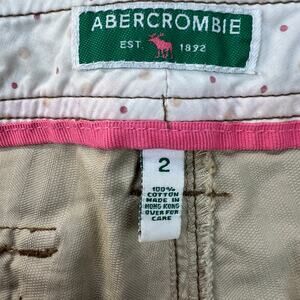 ABERCROMBIE
EST. 1892
2
100%
COTTON
MADE IN
HONG KONG
OVER FOR
CARE